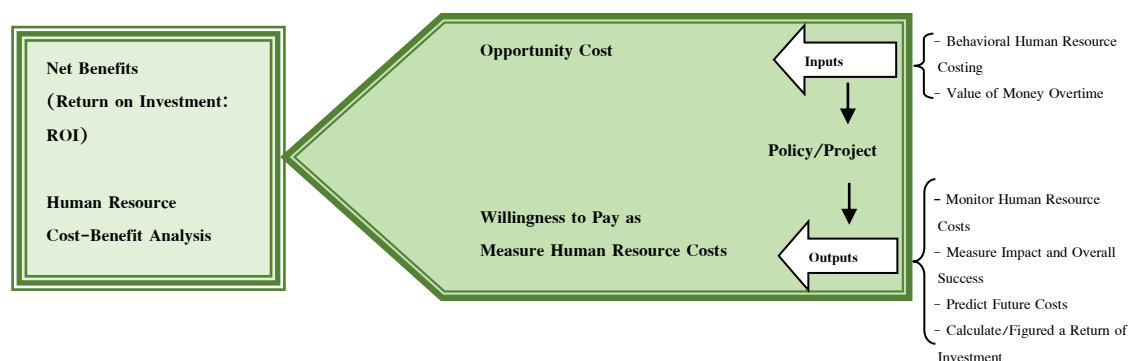 Net Benefits
(Return on Investment:
ROI)
Human Resource
Cost-Benefit Analysis
Opportunity Cost
Willingness to Pay as
Measure Human Resource Costs
Inputs
Policy/Project
Outputs
- Behavioral Human Resource
Costing
- Value of Money Overtime
- Monitor Human Resource
Costs
- Measure Impact and Overall
Success
- Predict Future Costs
- Calculate/Figured a Return of
Investment